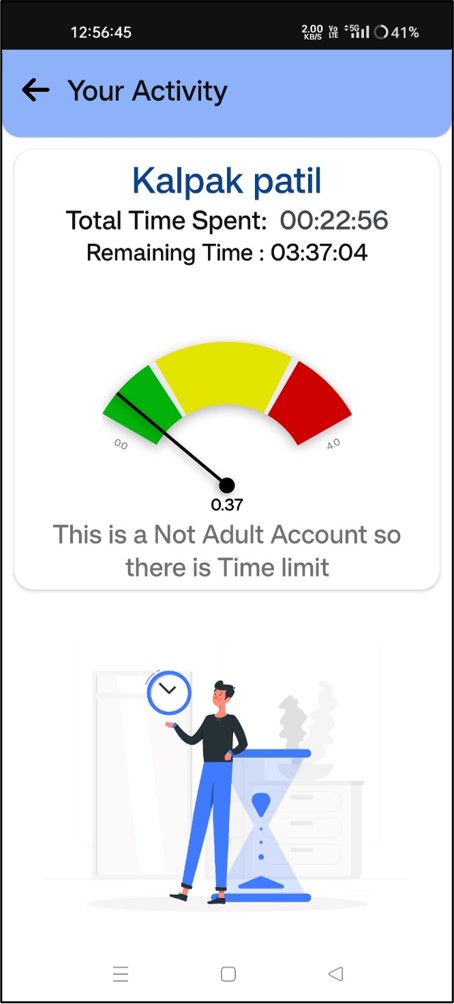 12:56:45 2.00 KB/S Vo LTE 5G 41%
Your Activity
Kalpak patil
Total Time Spent: 00:22:56
Remaining Time : 03:37:04
0.0 4.0
0.37
This is a Not Adult Account so
there is Time limit